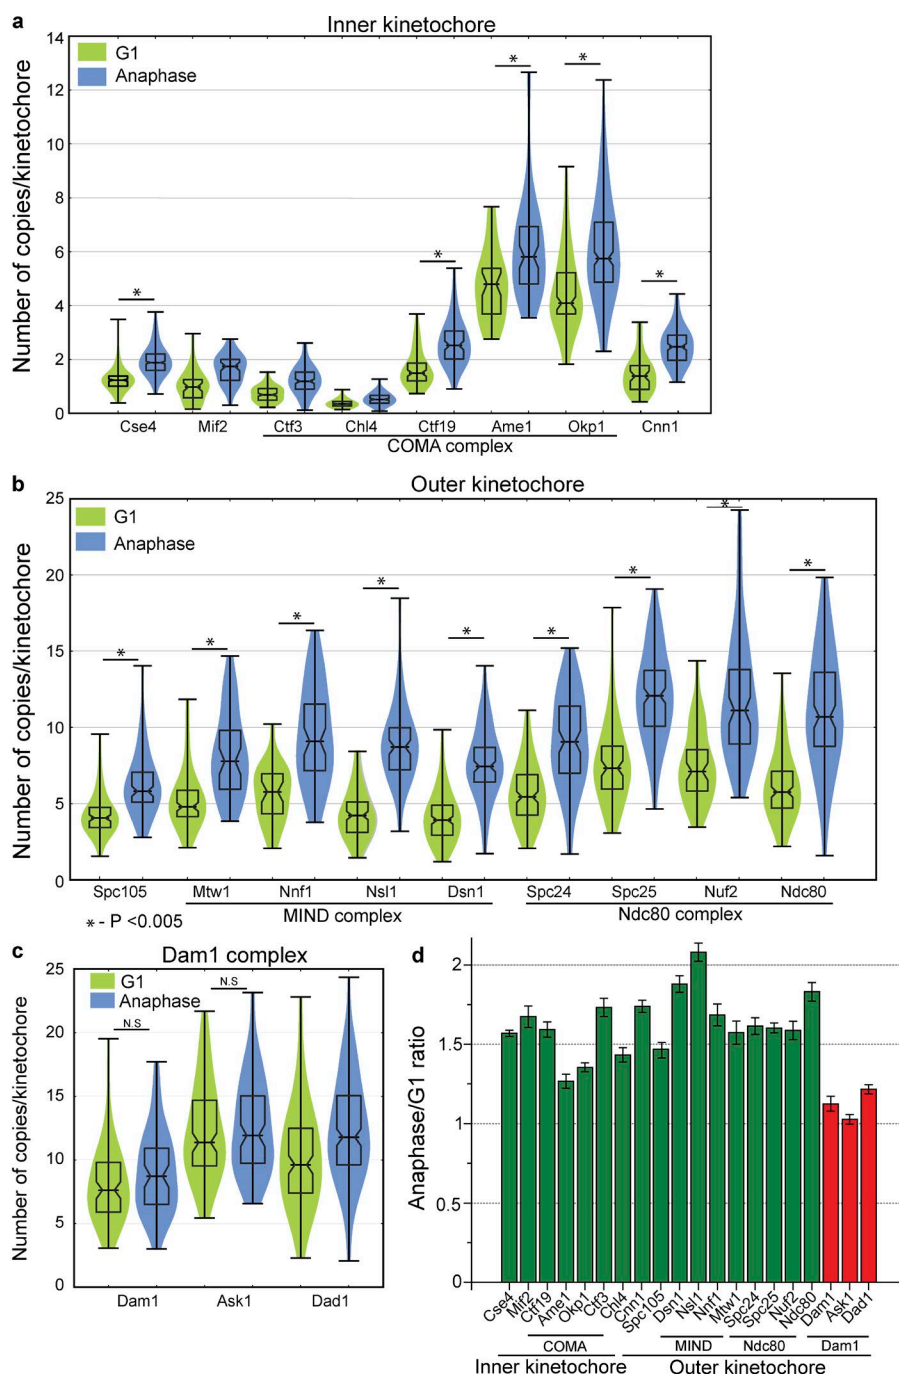 a
Inner kinetochore
14
12
10
8
6
4
2
0
Number of copies/kinetochore
G1
Anaphase
*
*
*
*
*
Cse4 Mif2 Ctf3 Chl4 Ctf19 Ame1 Okp1 Cnn1
COMA complex
b
Outer kinetochore
25
20
15
10
5
0
Number of copies/kinetochore
G1
Anaphase
*
*
*
*
*
*
*
*
*
Spc105 Mtw1 Nnf1 Nsl1 Dsn1 Spc24 Spc25 Nuf2 Ndc80
MIND complex Ndc80 complex
* - P <0.005
c
Dam1 complex
25
20
15
10
5
0
Number of copies/kinetochore
G1
Anaphase
N.S
N.S
Dam1 Ask1 Dad1
d
2
1.5
1
0.5
0
Anaphase/G1 ratio
Cse4 Mif2 Ctf19 Ame1 Okp1 Ctf3 Chl4 Cnn1 Spc105 Dsn1 Nsl1 Nnf1 Mtw1 Spc24 Spc25 Nuf2 Ndc80 Dam1 Ask1 Dad1
COMA MIND Ndc80 Dam1
Inner kinetochore Outer kinetochore